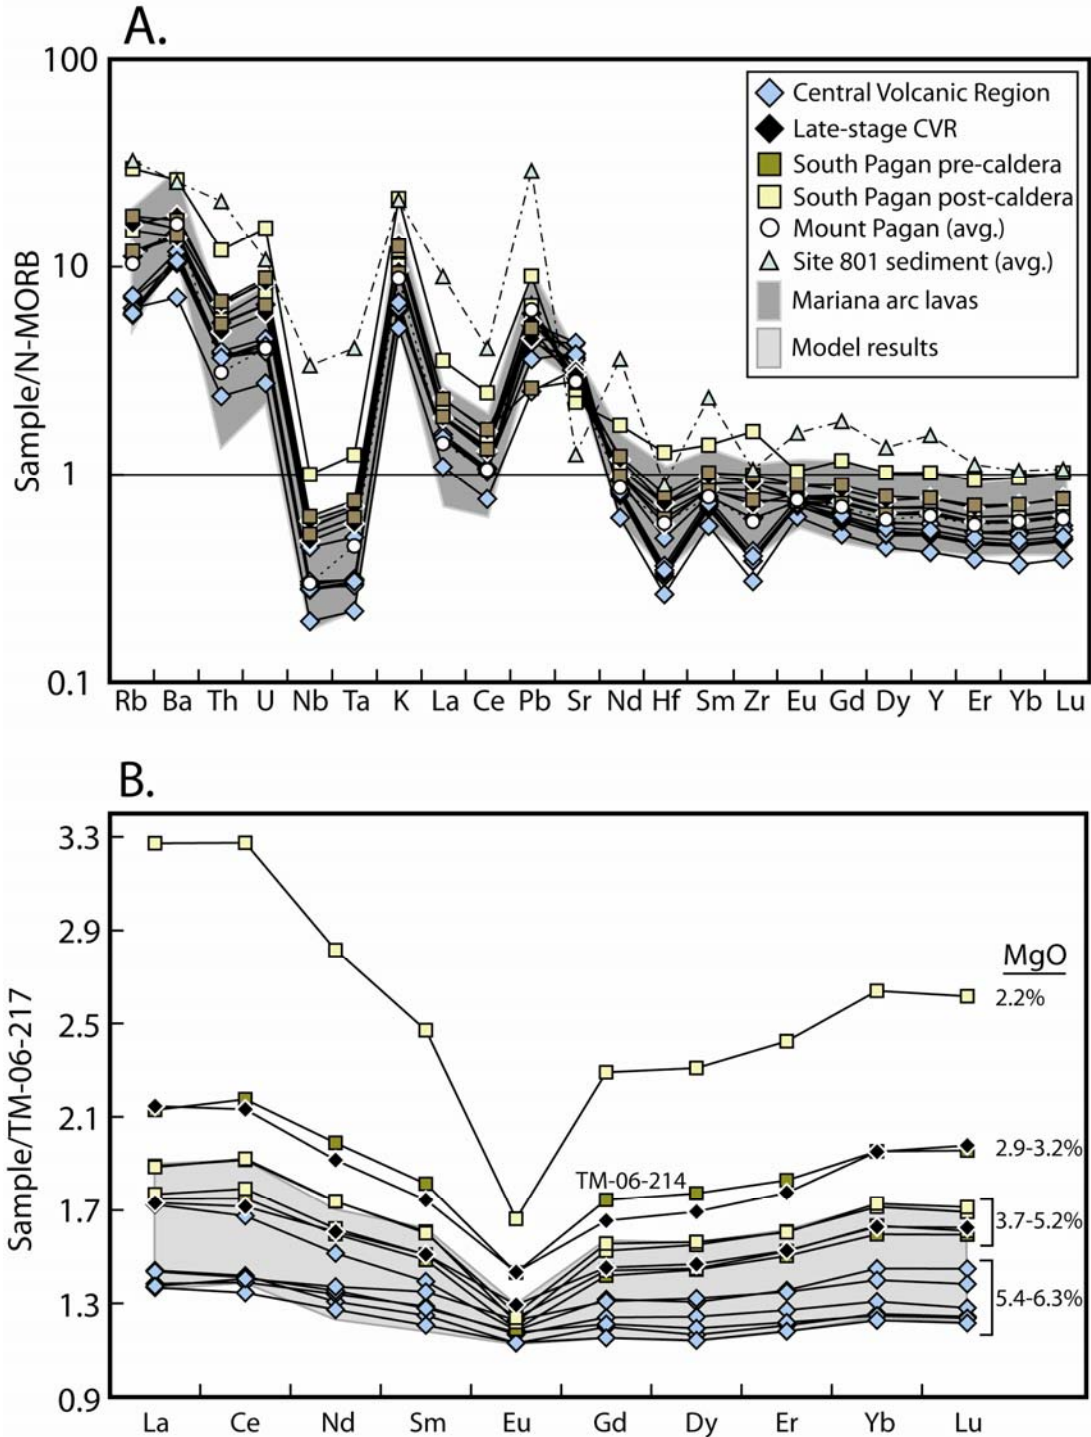 A.
100
10
1
0.1
Sample/N-MORB
Central Volcanic Region
Late-stage CVR
South Pagan pre-caldera
South Pagan post-caldera
Mount Pagan (avg.)
Site 801 sediment (avg.)
Mariana arc lavas
Model results
Rb Ba Th U Nb Ta K La Ce Pb Sr Nd Hf Sm Zr Eu Gd Dy Y Er Yb Lu
B.
3.3
2.9
2.5
2.1
1.7
1.3
0.9
Sample/TM-06-217
MgO
2.2%
2.9-3.2%
TM-06-214
3.7-5.2%
5.4-6.3%
La Ce Nd Sm Eu Gd Dy Er Yb Lu